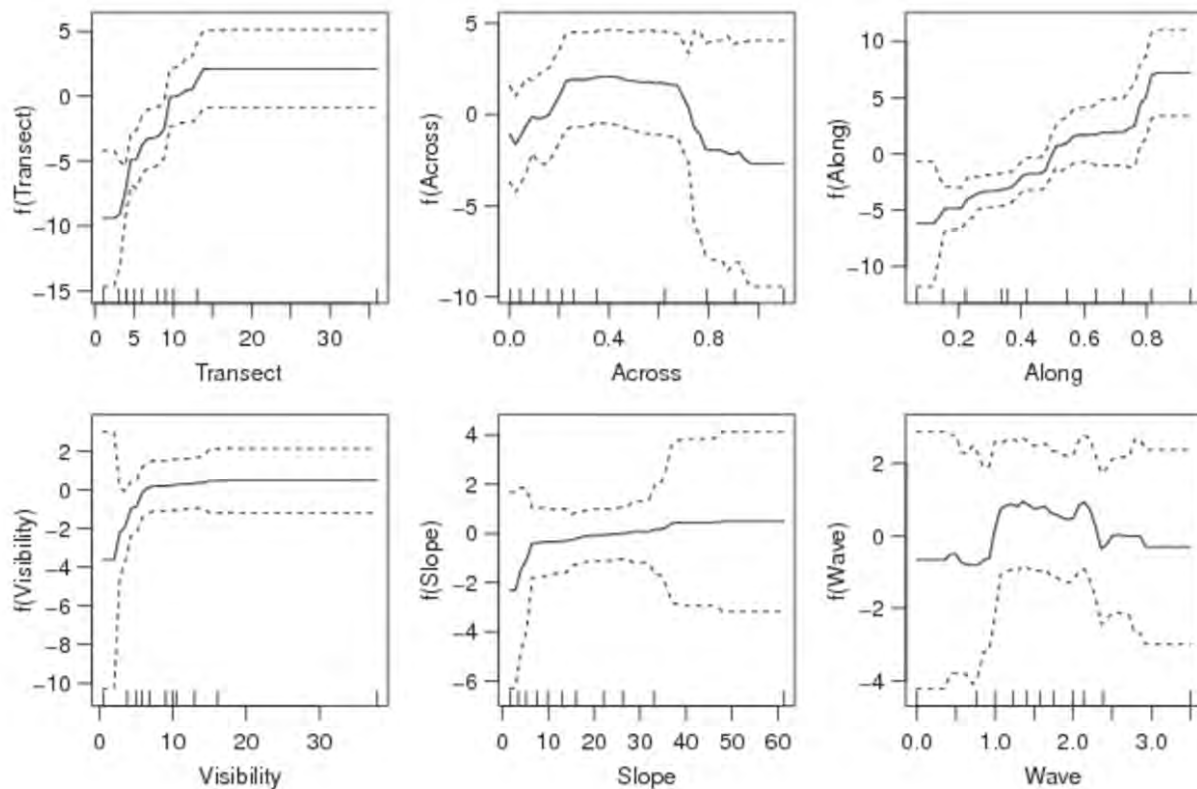 f(Transect)
5
0
−5
−10
−15
0 5 10 20 30
Transect
f(Across)
5
0
−5
−10
0.0 0.4 0.8
Across
f(Along)
10
5
0
−5
−10
0.2 0.4 0.6 0.8
Along
f(Visibility)
2
0
−2
−4
−6
−8
−10
0 10 20 30
Visibility
f(Slope)
4
2
0
−2
−4
−6
0 10 20 30 40 50 60
Slope
f(Wave)
2
0
−2
−4
0.0 1.0 2.0 3.0
Wave